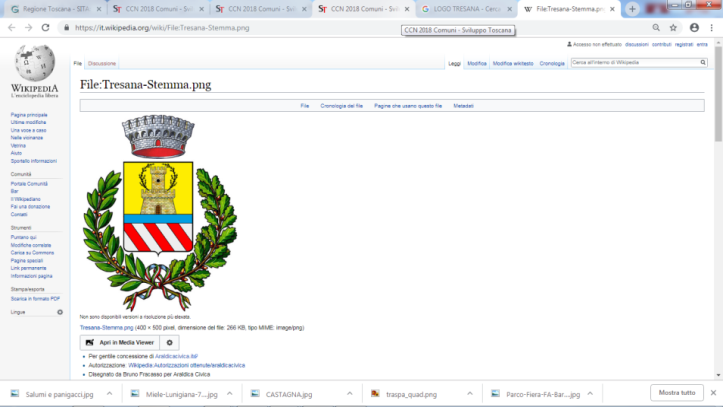 Regione Toscana - SITA
CCN 2018 Comuni - Svilu
CCN 2018 Comuni - Svilu
CCN 2018 Comuni - Svilu
LOGO TRESANA - Cerca
File:Tresana-Stemma.pn
https://it.wikipedia.org/wiki/File:Tresana-Stemma.png
CCN 2018 Comuni - Sviluppo Toscana
Accesso non effettuato discussioni contributi registrati entra
File Discussione Leggi Modifica Modifica wikitesto Cronologia Cerca all'interno di Wikipedia
WIKIPEDIA
L'enciclopedia libera
Pagina principale
Ultime modifiche
Una voce a caso
Nelle vicinanze
Vetrina
Aiuto
Sportello informazioni
Comunità
Portale Comunità
Bar
Il Wikipediano
Fai una donazione
Contatti
Strumenti
Puntano qui
Modifiche correlate
Carica su Commons
Pagine speciali
Link permanente
Informazioni pagina
Stampa/esporta
Scarica in formato PDF
Lingue
File:Tresana-Stemma.png
File Cronologia del file Pagine che usano questo file Metadati
Non sono disponibili versioni a risoluzione più elevata.
Tresana-Stemma.png (400 × 500 pixel, dimensione del file: 266 KB, tipo MIME: image/png)
Apri in Media Viewer
Per gentile concessione di Araldicacivica.it
Autorizzazione: Wikipedia:Autorizzazioni ottenute/araldicacivica
Disegnato da Bruno Fracasso per Araldica Civica
Salumi e panigacci.jpg
Miele-Lunigiana-7....jpg
CASTAGNA.jpg
traspa_quad.png
Parco-Fiera-FA-Bar....jpg
Mostra tutto